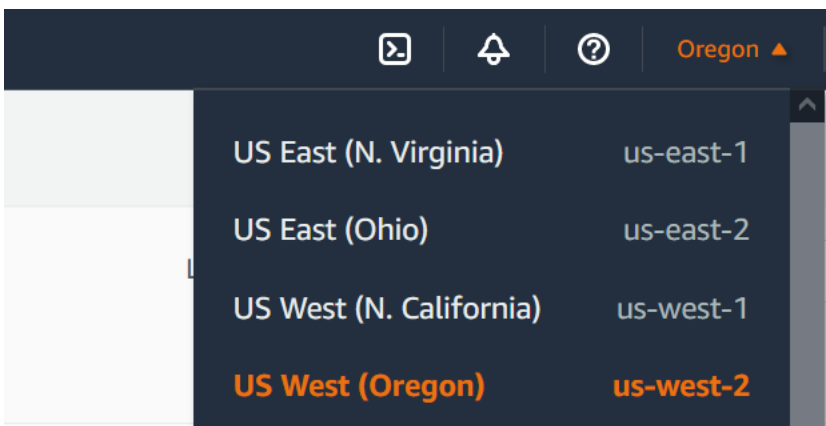 Oregon ▲
US East (N. Virginia) us-east-1
US East (Ohio) us-east-2
L
US West (N. California) us-west-1
US West (Oregon) us-west-2